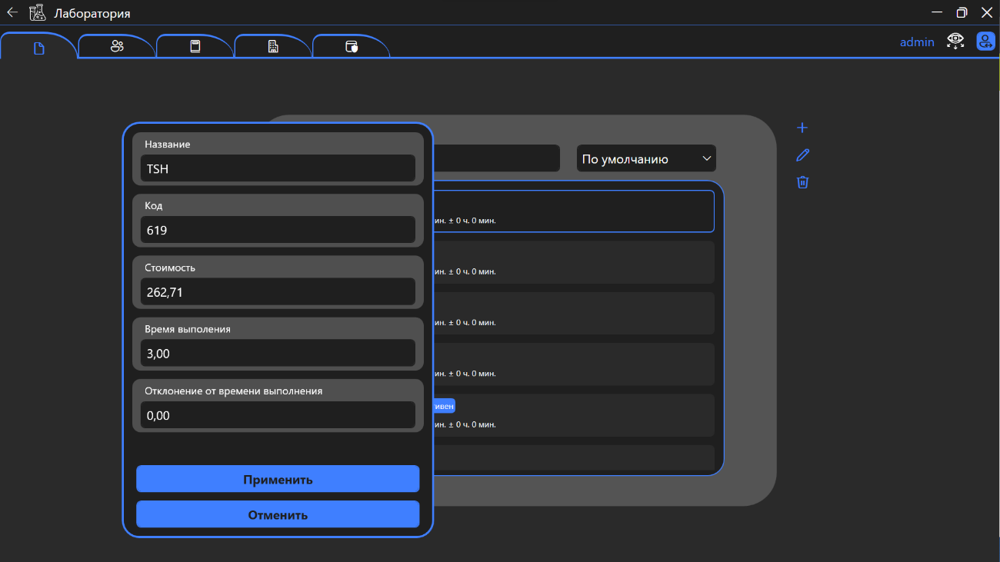 Лаборатория
admin
Название
TSH
По умолчанию
Код
619
ин. ± 0 ч. 0 мин.
Стоимость
262,71
ин. ± 0 ч. 0 мин.
Время выполения
3,00
ин. ± 0 ч. 0 мин.
Отклонение от времени выполнения
0,00
ин. ± 0 ч. 0 мин.
ивен
ин. ± 0 ч. 0 мин.
Применить
Отменить